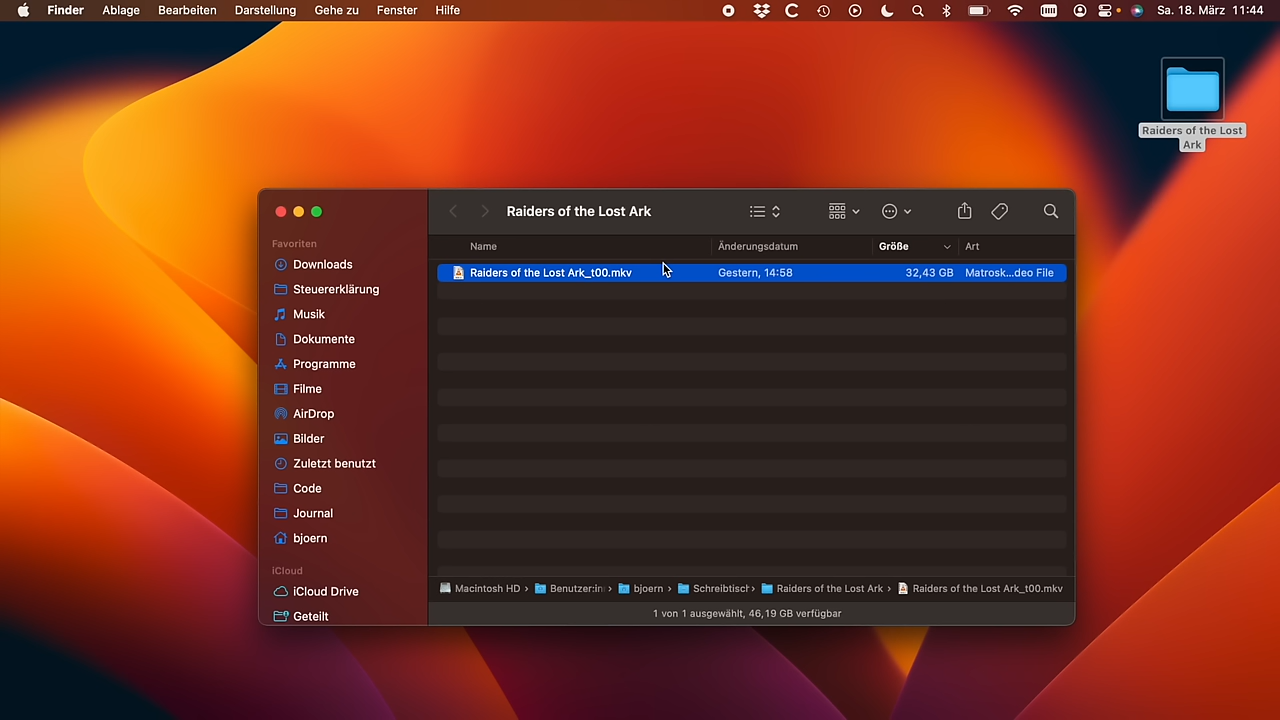 Finder Ablage Bearbeiten Darstellung Gehe zu Fenster Hilfe Sa. 18. März 11:44
Raiders of the Lost
Ark
Raiders of the Lost Ark
Favoriten
Downloads
Steuererklärung
Musik
Dokumente
Programme
Filme
AirDrop
Bilder
Zuletzt benutzt
Code
Journal
bjoern
iCloud
iCloud Drive
Geteilt
Name Änderungsdatum Größe Art
Raiders of the Lost Ark_t00.mkv Gestern, 14:58 32,43 GB Matrosk...deo File
Macintosh HD › Benutzer:in › bjoern › Schreibtisch › Raiders of the Lost Ark › Raiders of the Lost Ark_t00.mkv
1 von 1 ausgewählt, 46,19 GB verfügbar